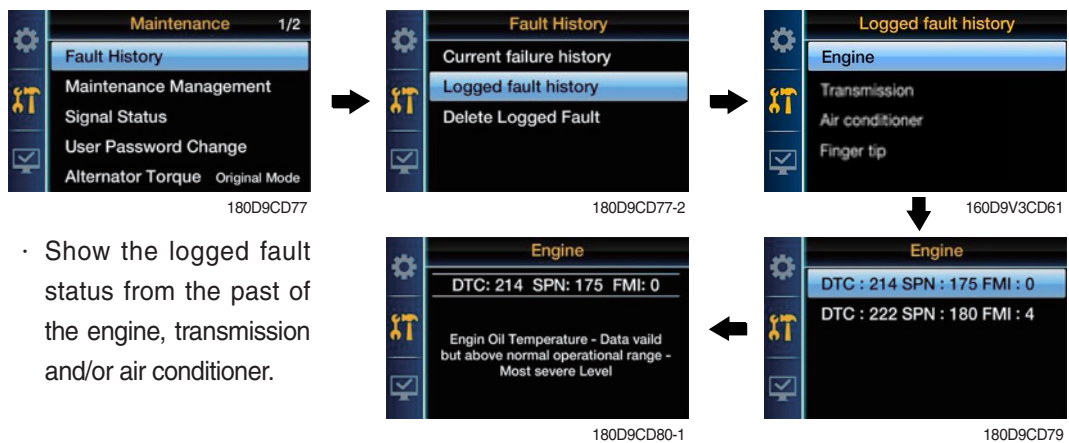 Maintenance 1/2
Fault History
Maintenance Management
Signal Status
User Password Change
Alternator Torque Original Mode
180D9CD77
Fault History
Current failure history
Logged fault history
Delete Logged Fault
180D9CD77-2
Logged fault history
Engine
Transmission
Air conditioner
Finger tip
160D9V3CD61
· Show the logged fault
status from the past of
the engine, transmission
and/or air conditioner.
Engine
DTC : 214 SPN : 175 FMI : 0
DTC : 222 SPN : 180 FMI : 4
180D9CD79
Engine
DTC: 214 SPN: 175 FMI: 0
Engin Oil Temperature - Data vaild
but above normal operational range -
Most severe Level
180D9CD80-1